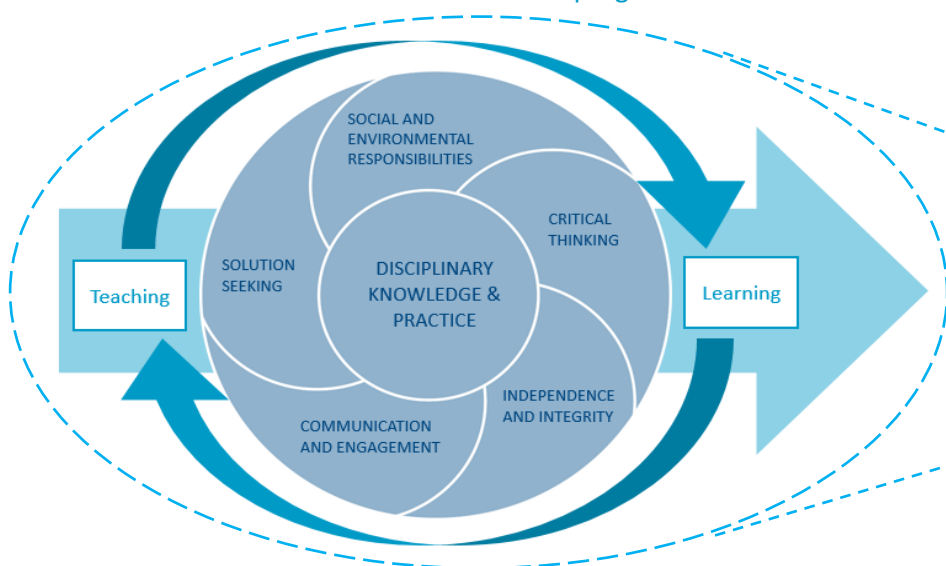 SOCIAL AND
ENVIRONMENTAL
RESPONSIBILITIES
CRITICAL
THINKING
SOLUTION
SEEKING
DISCIPLINARY
KNOWLEDGE &
PRACTICE
Teaching
Learning
INDEPENDENCE
AND INTEGRITY
COMMUNICATION
AND ENGAGEMENT